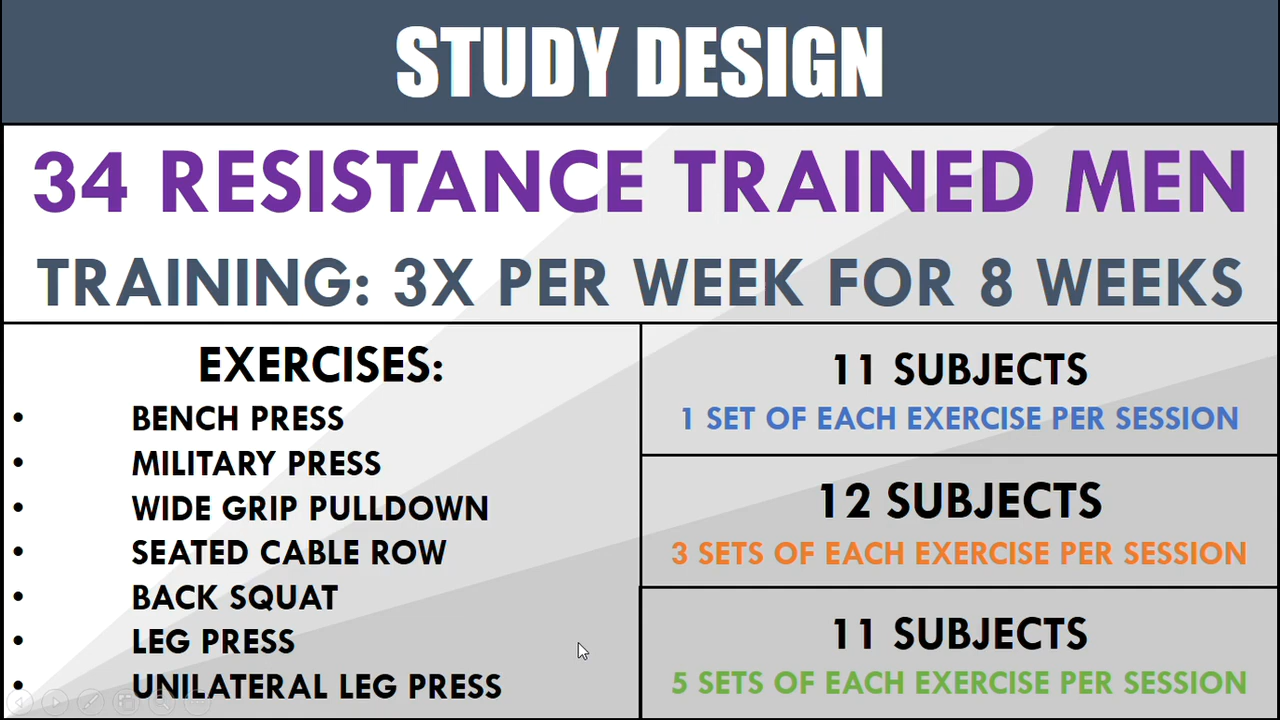 STUDY DESIGN
34 RESISTANCE TRAINED MEN
TRAINING: 3X PER WEEK FOR 8 WEEKS
EXERCISES:
• BENCH PRESS
• MILITARY PRESS
• WIDE GRIP PULLDOWN
• SEATED CABLE ROW
• BACK SQUAT
• LEG PRESS
• UNILATERAL LEG PRESS
11 SUBJECTS
1 SET OF EACH EXERCISE PER SESSION
12 SUBJECTS
3 SETS OF EACH EXERCISE PER SESSION
11 SUBJECTS
5 SETS OF EACH EXERCISE PER SESSION